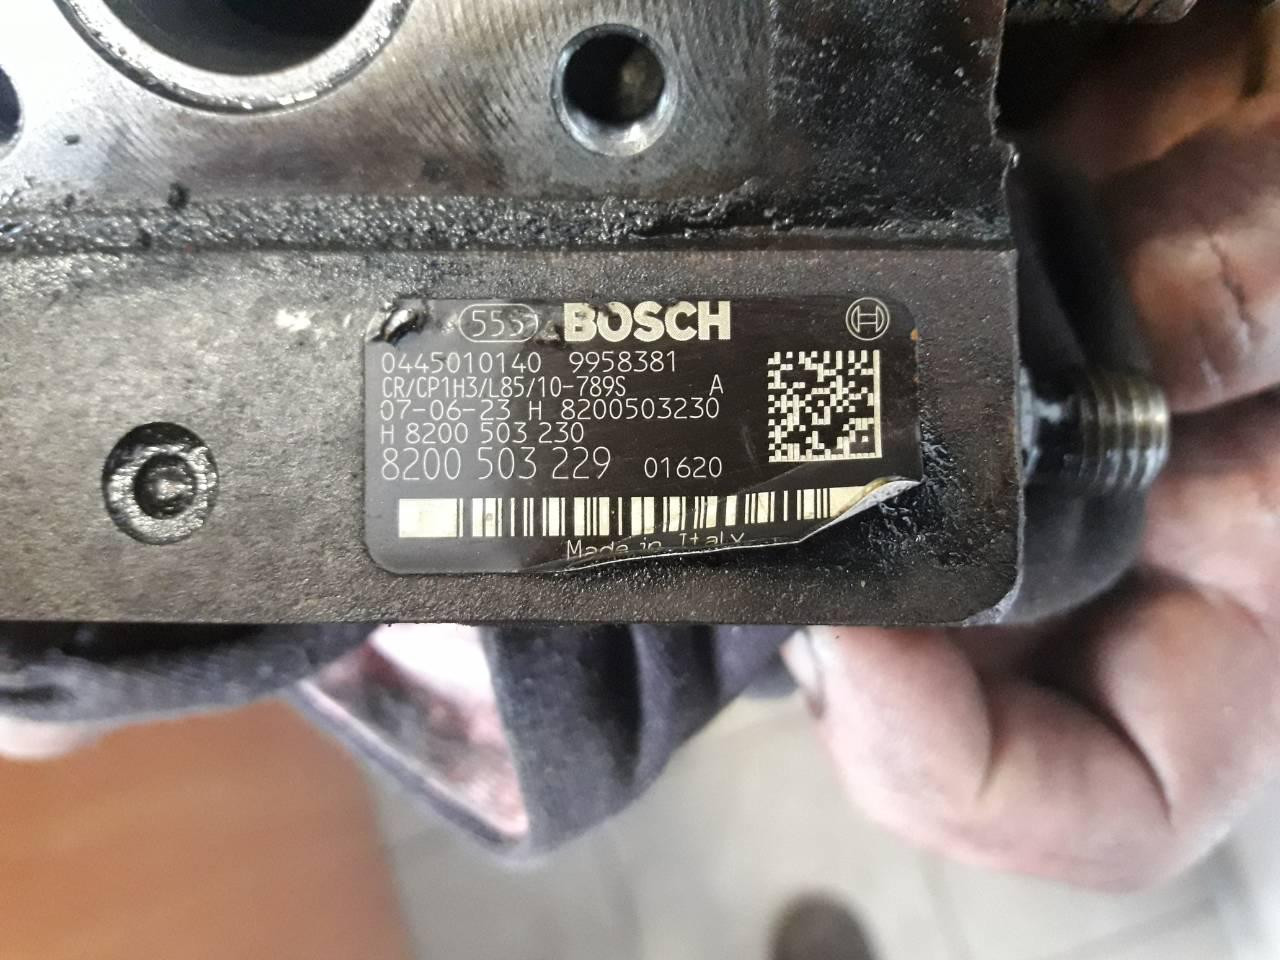 555 BOSCH
0445010140 9958381
CR/CP1H3/L85/10-789S A
07-06-23 H 8200503230
H 8200 503 230
8200 503 229 01620
Made in Italy